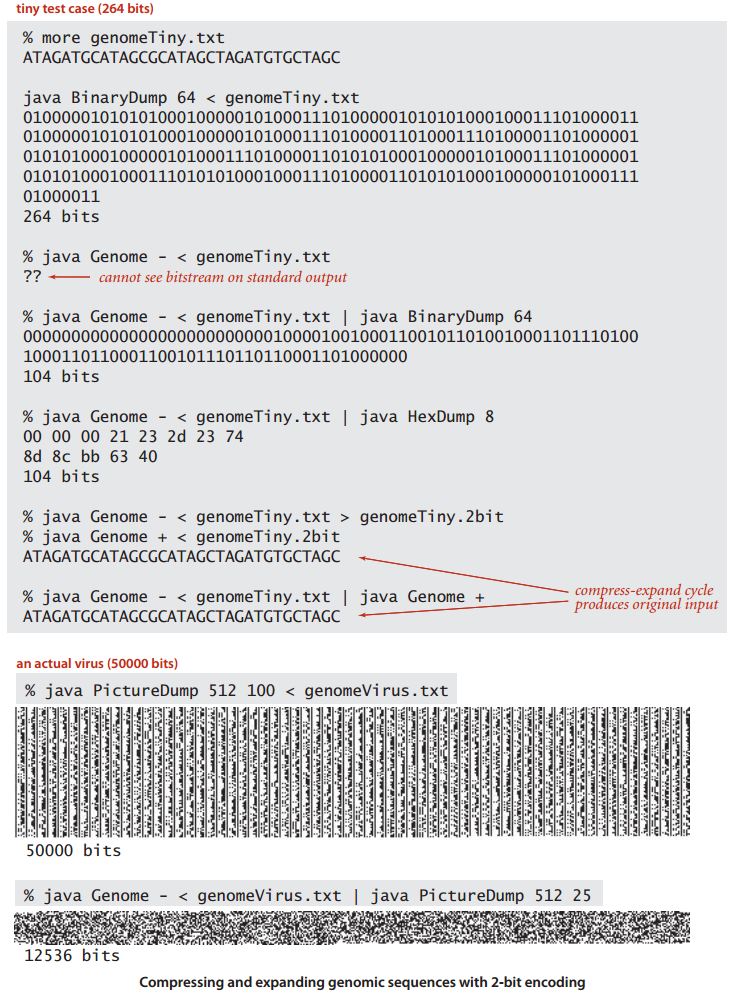 tiny test case (264 bits)
% more genomeTiny.txt
ATAGATGCATAGCGCATAGCTAGATGTGCTAGC
java BinaryDump 64 < genomeTiny.txt
0100000101010100010000010100011101000001010101000100011101000011
0100000101010100010000010100011101000011010001110100001101000001
0101010001000001010001110100001101010100010000010100011101000001
0101010001000111010101000100011101000011010101000100000101000111
01000011
264 bits
% java Genome - < genomeTiny.txt
?? cannot see bitstream on standard output
% java Genome - < genomeTiny.txt | java BinaryDump 64
0000000000000000000000000010000100100011001011010010001101110100
1000110110001100101110110110001101000000
104 bits
% java Genome - < genomeTiny.txt | java HexDump 8
00 00 00 21 23 2d 23 74
8d 8c bb 63 40
104 bits
% java Genome - < genomeTiny.txt > genomeTiny.2bit
% java Genome + < genomeTiny.2bit
ATAGATGCATAGCGCATAGCTAGATGTGCTAGC
compress-expand cycle
produces original input
% java Genome - < genomeTiny.txt | java Genome +
ATAGATGCATAGCGCATAGCTAGATGTGCTAGC
an actual virus (50000 bits)
% java PictureDump 512 100 < genomeVirus.txt
50000 bits
% java Genome - < genomeVirus.txt | java PictureDump 512 25
12536 bits
Compressing and expanding genomic sequences with 2-bit encoding